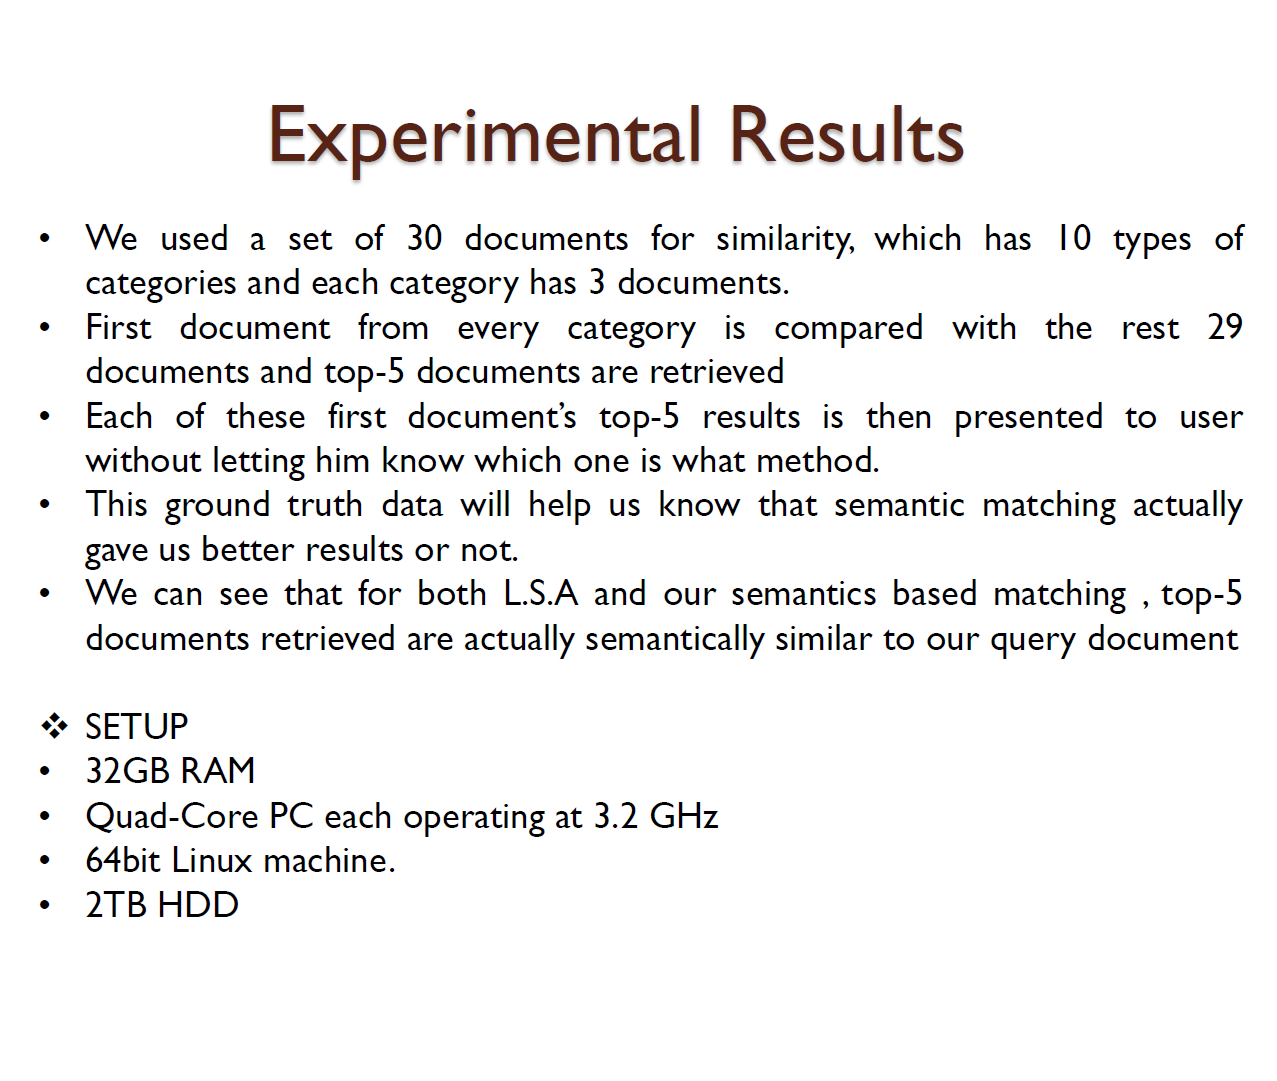 Experimental Results
• We used a set of 30 documents for similarity, which has 10 types of
categories and each category has 3 documents.
• First document from every category is compared with the rest 29
documents and top-5 documents are retrieved
• Each of these first document’s top-5 results is then presented to user
without letting him know which one is what method.
• This ground truth data will help us know that semantic matching actually
gave us better results or not.
• We can see that for both L.S.A and our semantics based matching , top-5
documents retrieved are actually semantically similar to our query document
❖ SETUP
• 32GB RAM
• Quad-Core PC each operating at 3.2 GHz
• 64bit Linux machine.
• 2TB HDD